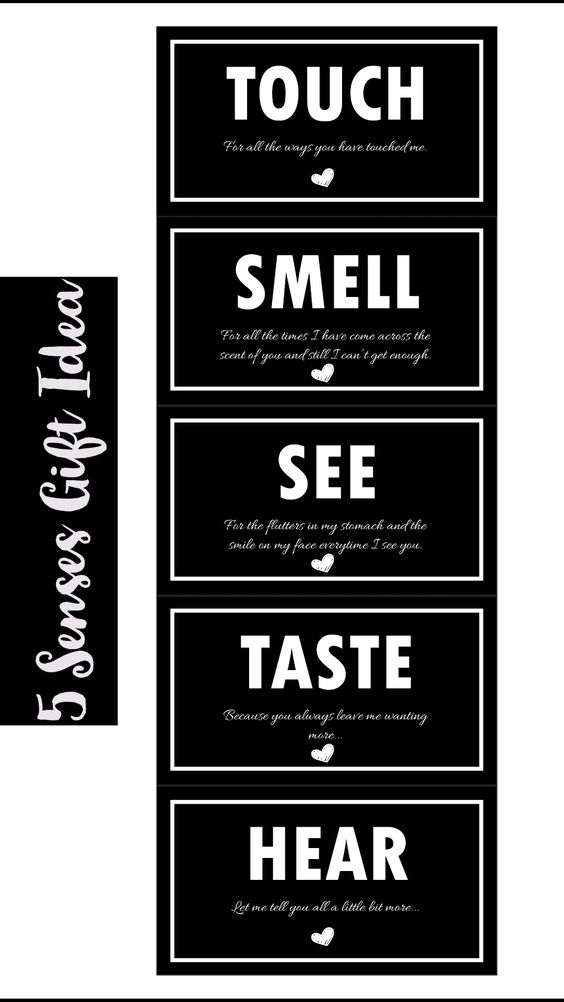 5 Senses Gift Idea
TOUCH
For all the ways you have touched me.
SMELL
For all the times I have come across the
scent of you and still I can't get enough.
SEE
For the flutters in my stomach and the
smile on my face everytime I see you.
TASTE
Because you always leave me wanting
more...
HEAR
Let me tell you all a little bit more...